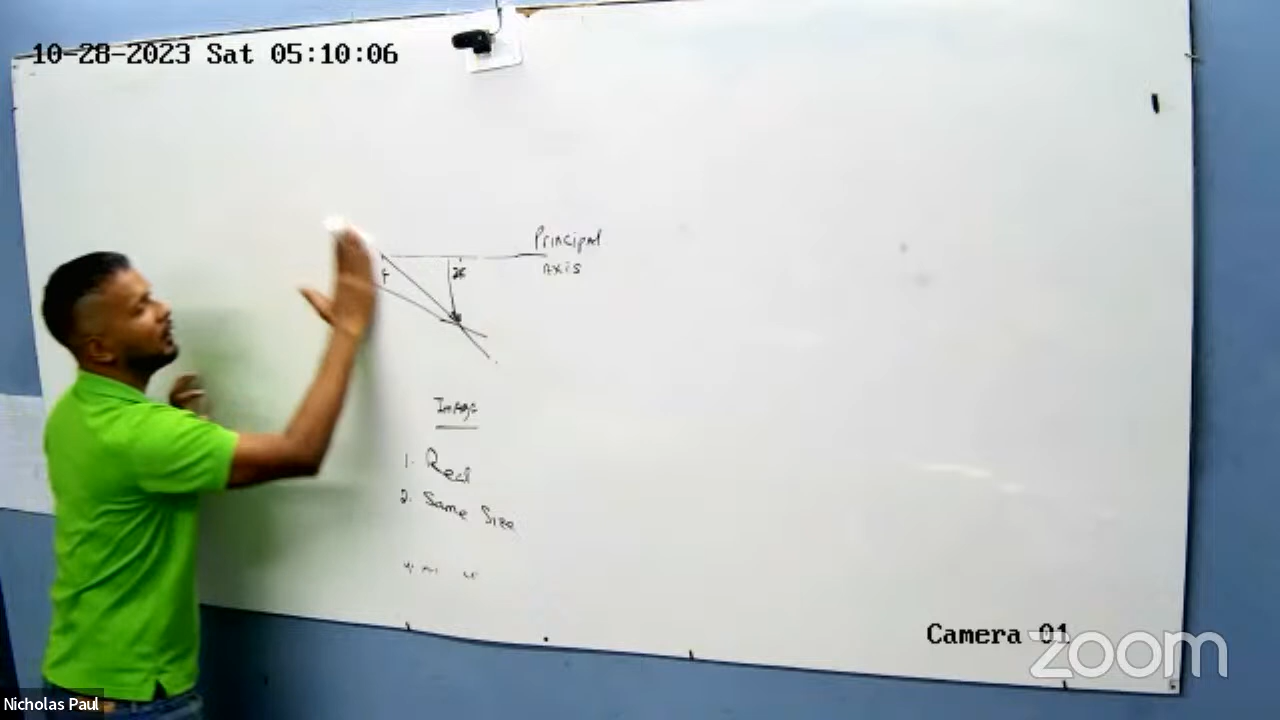 10-28-2023 Sat 05:10:06
Principal
Axis
F
2F
Image
1. Real
2. Same Size
Camera 01
zoom
Nicholas Paul